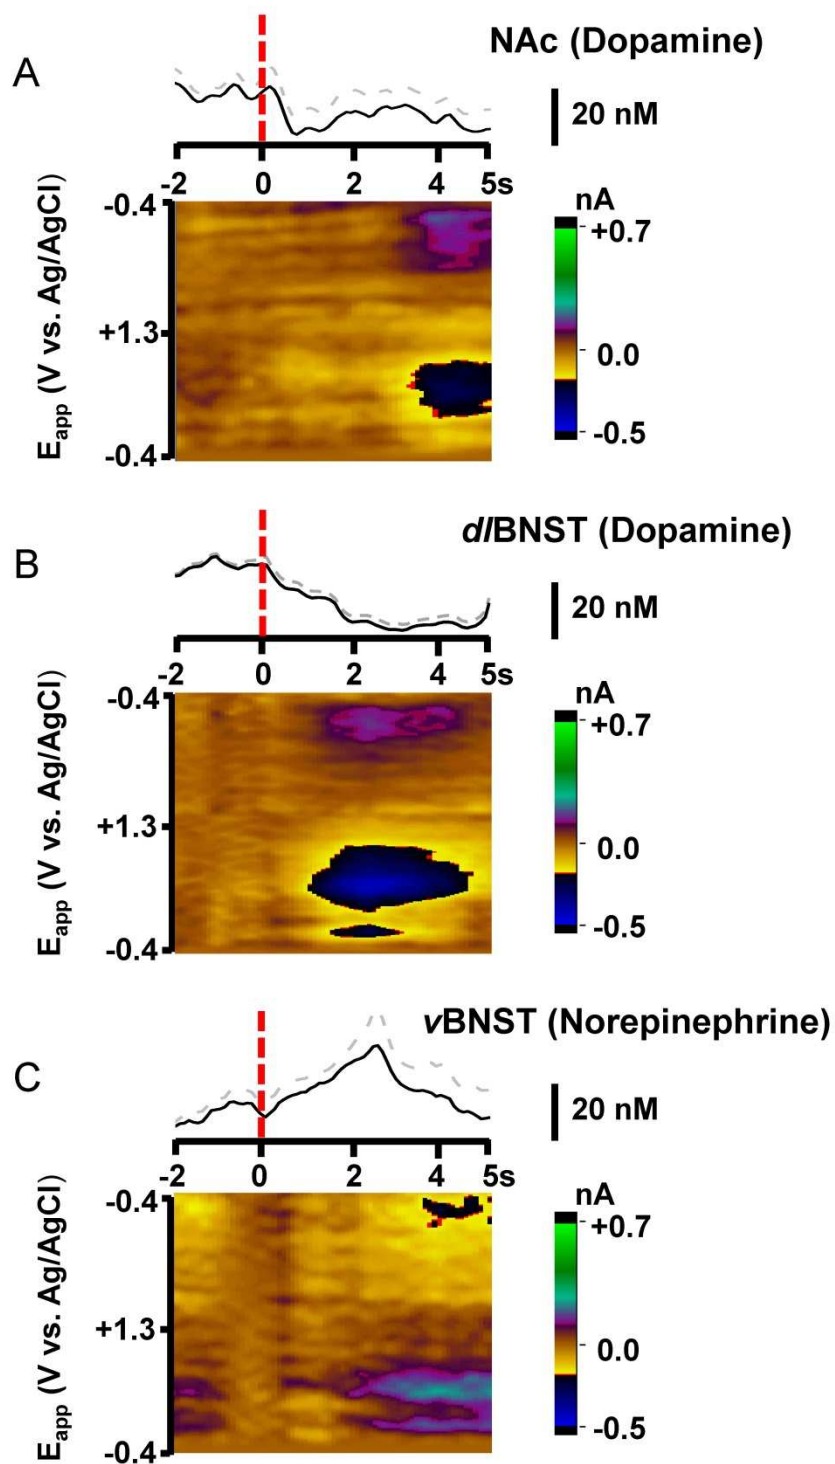 A
NAc (Dopamine)
20 nM
-2 0 2 4 5s
nA
+0.7
0.0
-0.5
-0.4
+1.3
-0.4
Eapp (V vs. Ag/AgCl)
B
dlBNST (Dopamine)
20 nM
-2 0 2 4 5s
nA
+0.7
0.0
-0.5
-0.4
+1.3
-0.4
Eapp (V vs. Ag/AgCl)
C
vBNST (Norepinephrine)
20 nM
-2 0 2 4 5s
nA
+0.7
0.0
-0.5
-0.4
+1.3
-0.4
Eapp (V vs. Ag/AgCl)